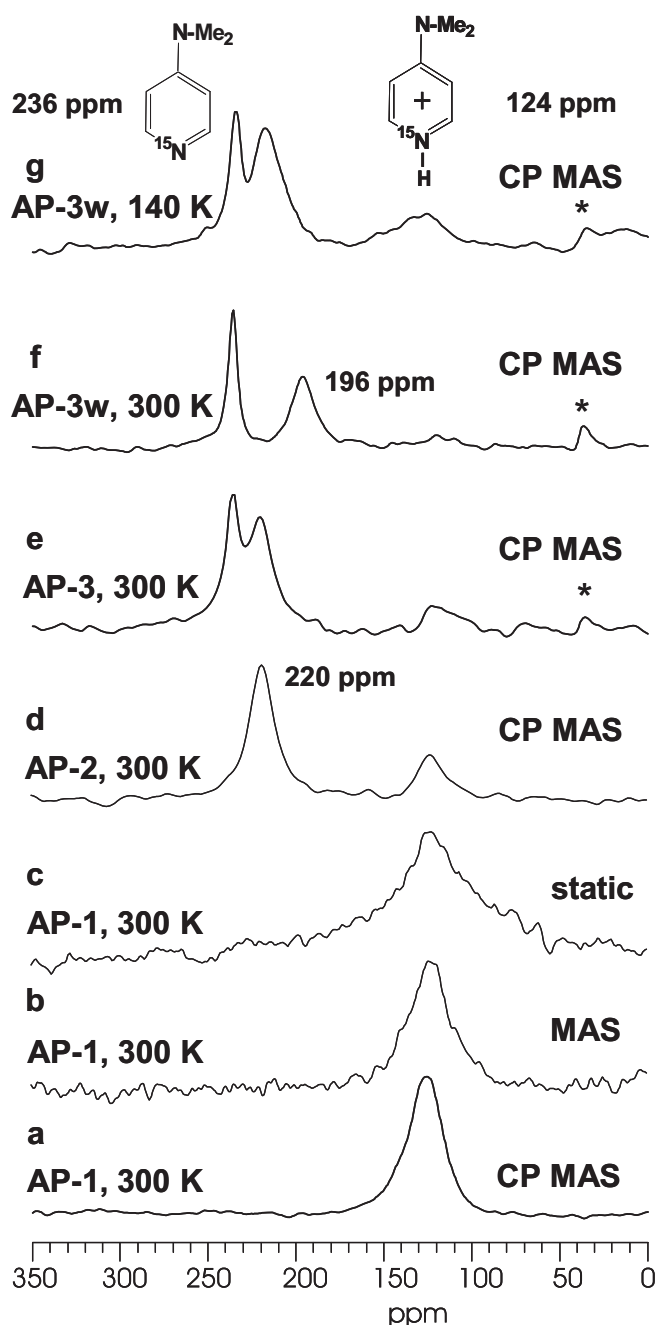 N-Me2
N-Me2
236 ppm
124 ppm
+
15N
15N
H
g
CP MAS
AP-3w, 140 K
*
f
CP MAS
196 ppm
AP-3w, 300 K
*
e
CP MAS
AP-3, 300 K
*
220 ppm
d
CP MAS
AP-2, 300 K
c
static
AP-1, 300 K
b
MAS
AP-1, 300 K
a
CP MAS
AP-1, 300 K
350 300 250 200 150 100 50 0
ppm